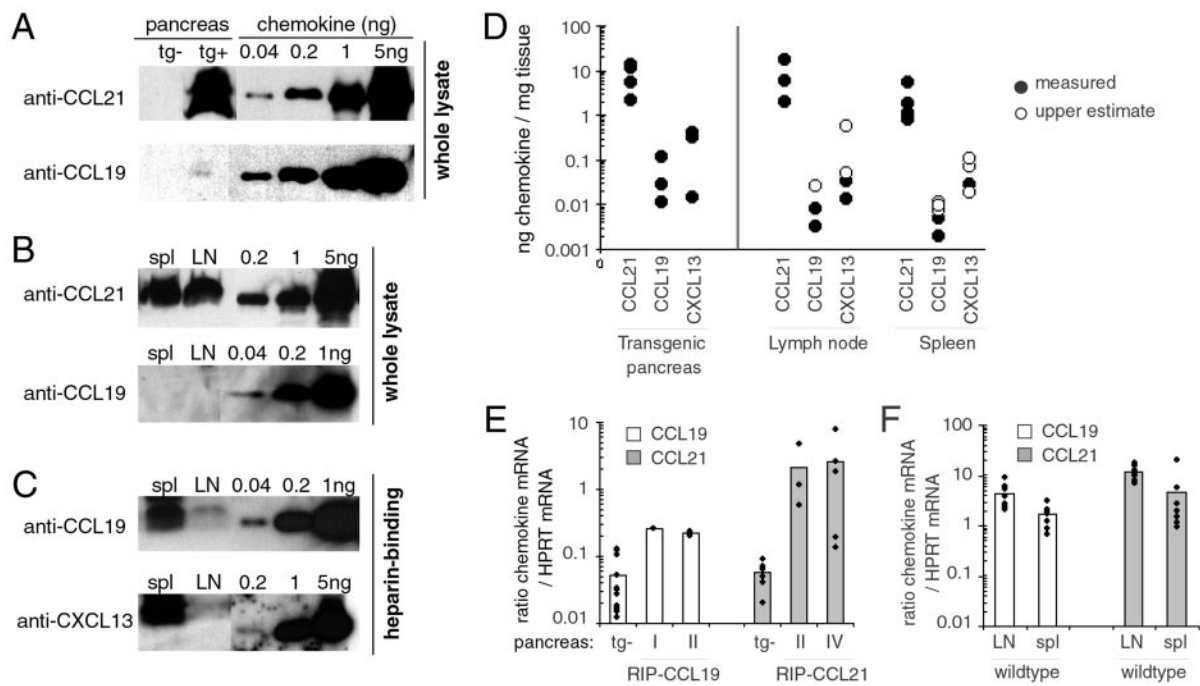 A
pancreas chemokine (ng)
tg- tg+ 0.04 0.2 1 5ng
anti-CCL21
anti-CCL19
whole lysate
B
spl LN 0.2 1 5ng
anti-CCL21
spl LN 0.04 0.2 1ng
anti-CCL19
whole lysate
C
spl LN 0.04 0.2 1ng
anti-CCL19
spl LN 0.2 1 5ng
anti-CXCL13
heparin-binding
D
ng chemokine / mg tissue
100
10
1
0.1
0.01
0.001
measured
upper estimate
CCL21 CCL19 CXCL13 CCL21 CCL19 CXCL13 CCL21 CCL19 CXCL13
Transgenic pancreas Lymph node Spleen
E
ratio chemokine mRNA
/ HPRT mRNA
10
1
0.1
0.01
CCL19
CCL21
pancreas: tg- I II tg- II IV
RIP-CCL19 RIP-CCL21
F
ratio chemokine mRNA
/ HPRT mRNA
100
10
1
0.1
0.01
CCL19
CCL21
LN spl LN spl
wildtype wildtype